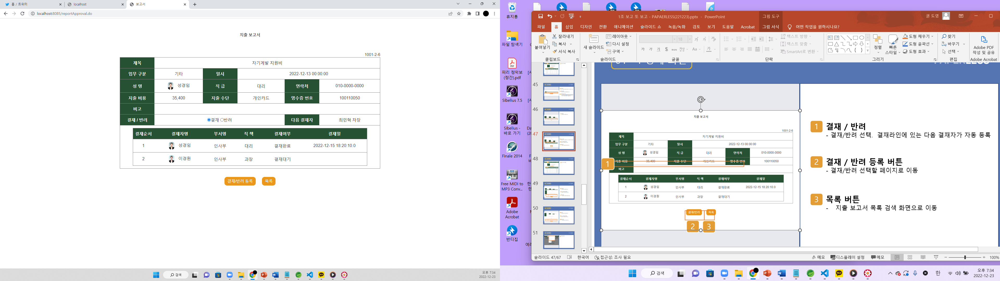 홈 / 트위터
localhost
보고서
localhost:8085/reportApproval.do
지출 보고서
1001-2-6
제목 자기계발 지원비
업무 구분 기타 일시 2022-12-13 00:00:00
성 명 성경임 직 급 대리 연락처 010-0000-0000
지출 비용 35,400 지출 수단 개인카드 영수증 번호 100110050
비고
결재 / 반려 결재 반려 다음 결재자 최민혁 차장
결재순서 결재자명 부서명 직 책 결재여부 결재일
1 성경임 인사부 대리 결재완료 2022-12-15 18:20:10.0
2 이경원 인사부 과장 결재대기
결재/반려 등록 목록
검색
오후 7:34
2022-12-23
휴지통
파일 탐색기
피리 정악보
(정간).pdf
Sibelius 7.5
Sibelius -
바로 가기
Finale 2014
Free MIDI to
MP3 Conv...
Adobe
Acrobat
반디집
1조 보고 또 보고 - PAPAERLESS(221223).pptx - PowerPoint
그림 도구
권 도영
파일 홈 삽입 디자인 전환 애니메이션 슬라이드 쇼 녹음/녹화 검토 보기 도움말 Acrobat 그림 서식 어떤 작업을 원하시나요?
붙여넣기
잘라내기
복사
서식 복사
클립보드
새 슬라이드
레이아웃
다시 설정
구역
슬라이드
18
글꼴
텍스트 방향
텍스트 맞춤
SmartArt로 변환
단락
정렬
빠른
스타일
도형 채우기
도형 윤곽선
도형 효과
그리기
찾기
바꾸기
선택
편집
Adobe PDF
작성 및 공유
Adobe Acrobat
45
46
47
48
49
50
51
지출 보고서
1001-2-6
제목 자기계발 지원비
업무 구분 기타 일시 2022-12-13 00:00:00
성 명 성경임 직 급 대리 연락처 010-0000-0000
지출 비용 35,400 지출 수단 개인카드 영수증 번호 100110050
비고
결재순서 결재자명 부서명 직 책 결재여부 결재일
1 성경임 인사부 대리 결재완료 2022-12-15 18:20:10.0
2 이경원 인사부 과장 결재대기
결재/반려 목록
1
2 3
1 결재 / 반려
- 결재/반려 선택. 결재라인에 있는 다음 결재자가 자동 등록
2 결재 / 반려 등록 버튼
- 결재/반려 선택할 페이지로 이동
3 목록 버튼
- 지출 보고서 목록 검색 화면으로 이동
슬라이드 47/67 한국어 접근성: 조사 필요
메모 디스플레이 설정 메모 100%
검색
한
오후 7:34
2022-12-23